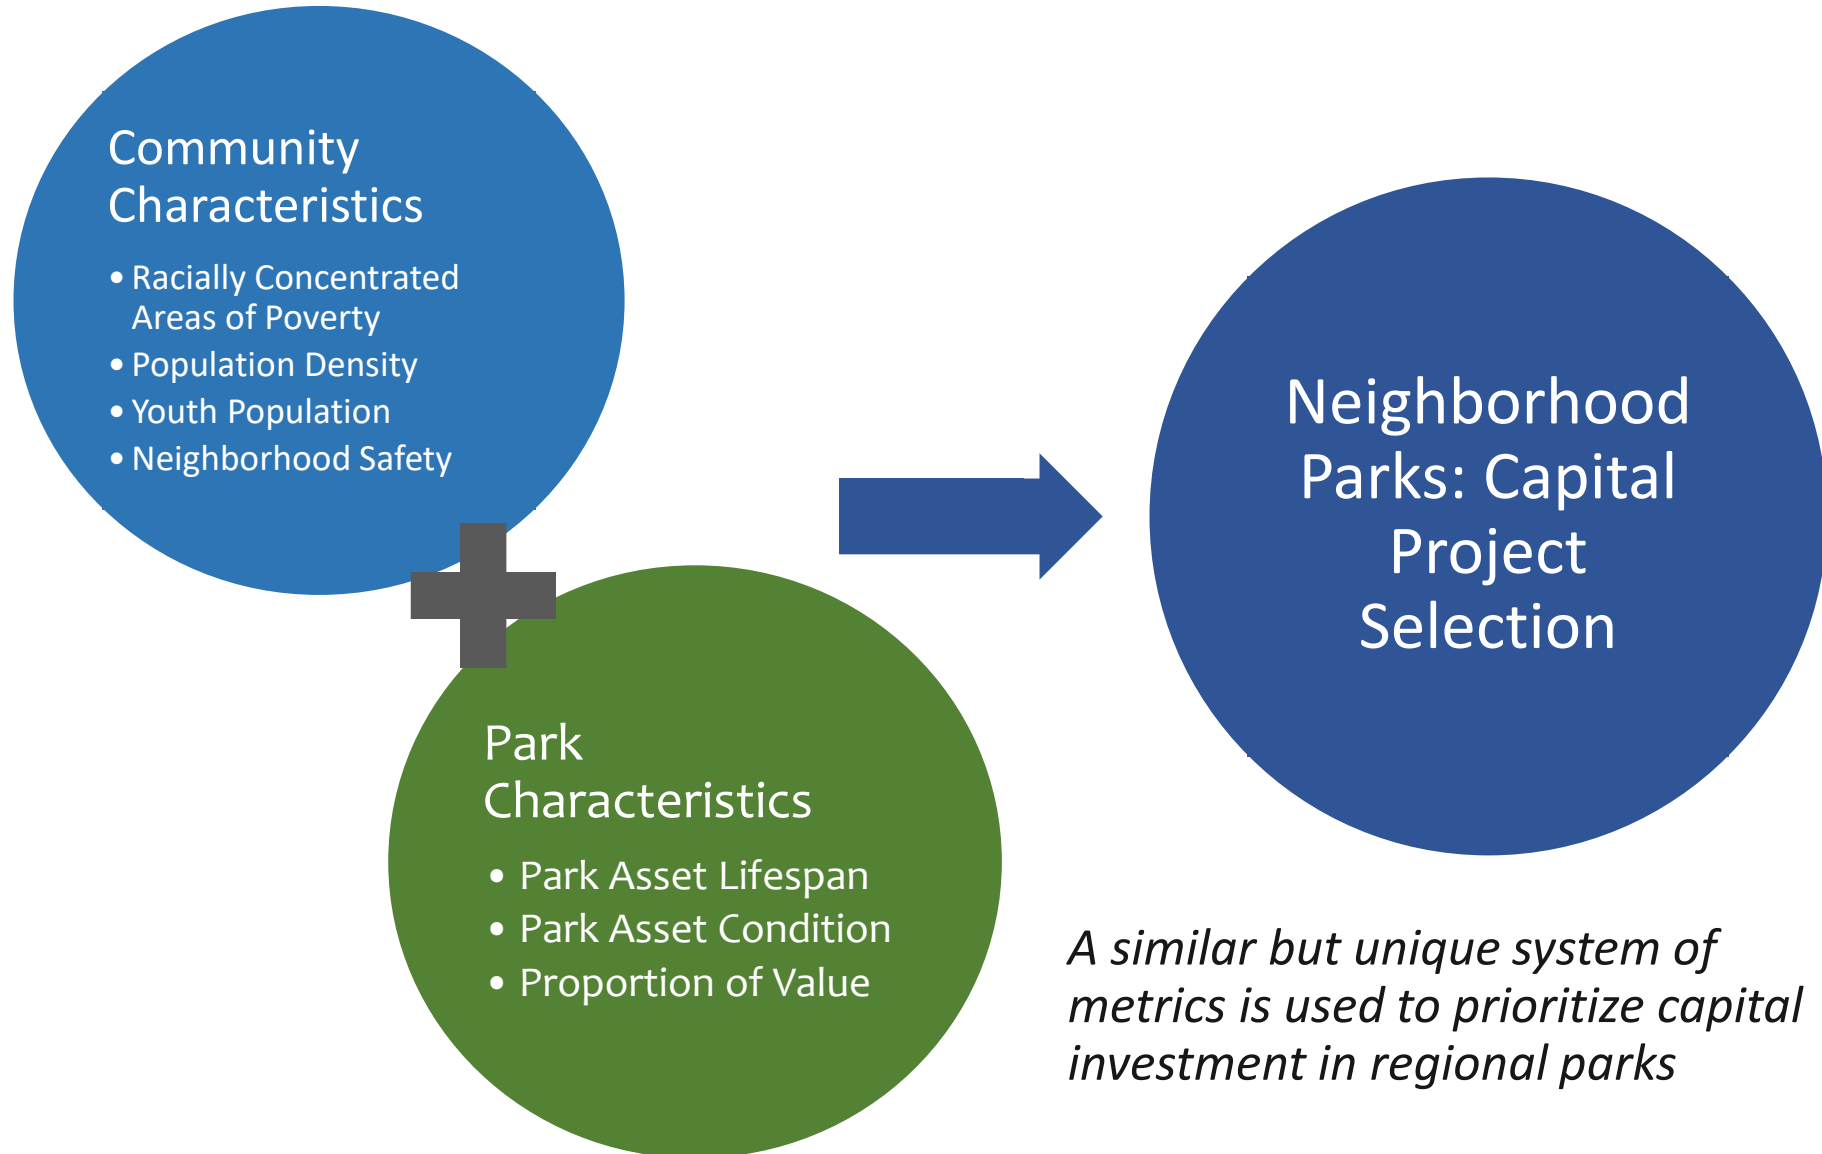 Community
Characteristics
• Racially Concentrated
Areas of Poverty
• Population Density
• Youth Population
• Neighborhood Safety
Park
Characteristics
• Park Asset Lifespan
• Park Asset Condition
• Proportion of Value
Neighborhood
Parks: Capital
Project
Selection
A similar but unique system of
metrics is used to prioritize capital
investment in regional parks